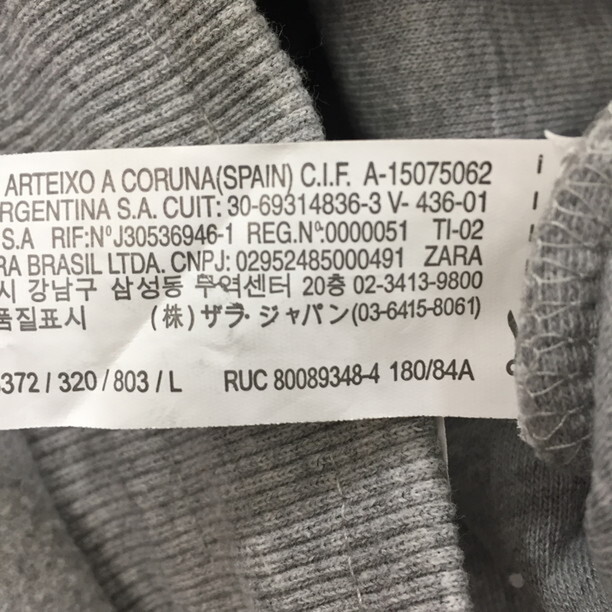 ARTEIXO A CORUNA(SPAIN) C.I.F. A-15075062
RGENTINA S.A. CUIT: 30-69314836-3 V- 436-01
S.A RIF:NºJ30536946-1 REG.Nº.0000051 TI-02
RA BRASIL LTDA. CNPJ: 02952485000491 ZARA
시 강남구 삼성동 무역센터 20층 02-3413-9800
품질표시 (株) ザラ·ジャパン(03-6415-8061)
372 / 320 / 803 / L RUC 80089348-4 180/84A